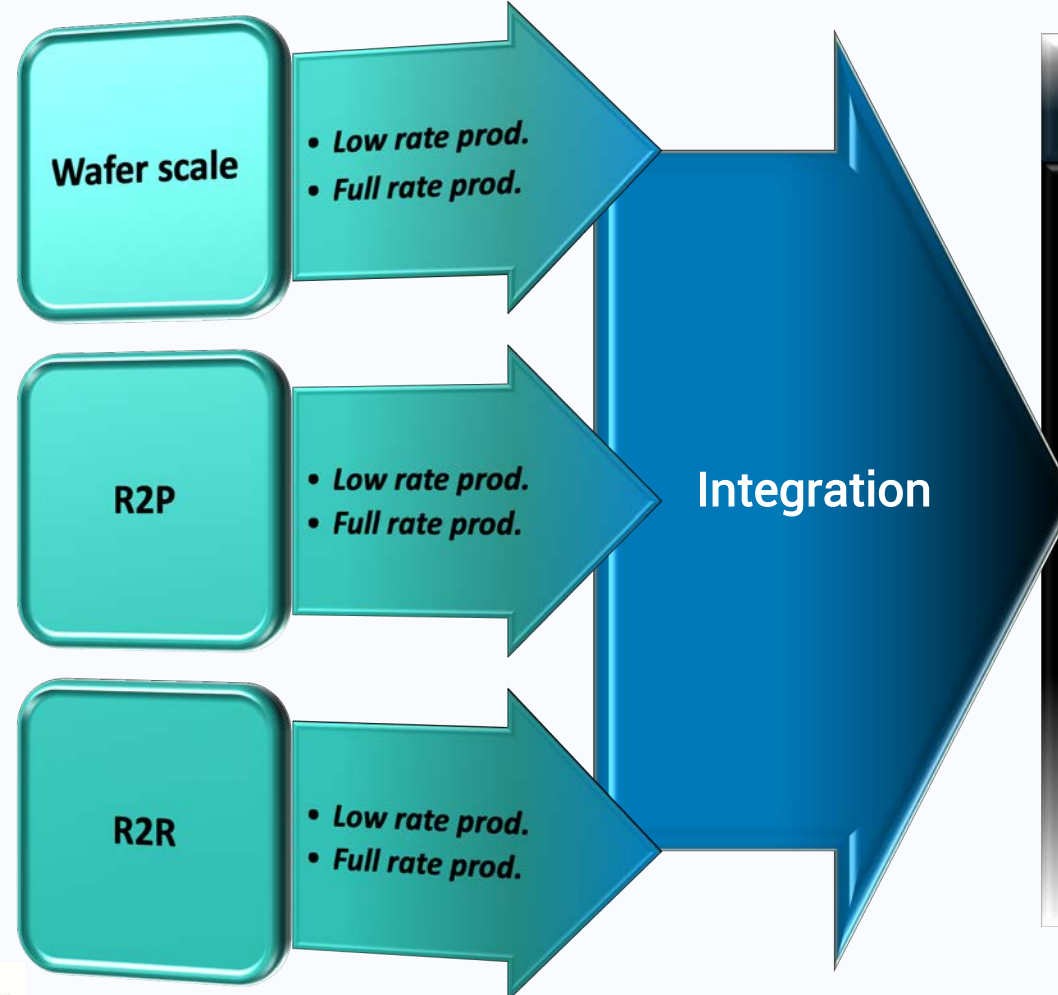 Wafer scale
• Low rate prod.
• Full rate prod.
R2P
• Low rate prod.
• Full rate prod.
Integration
R2R
• Low rate prod.
• Full rate prod.